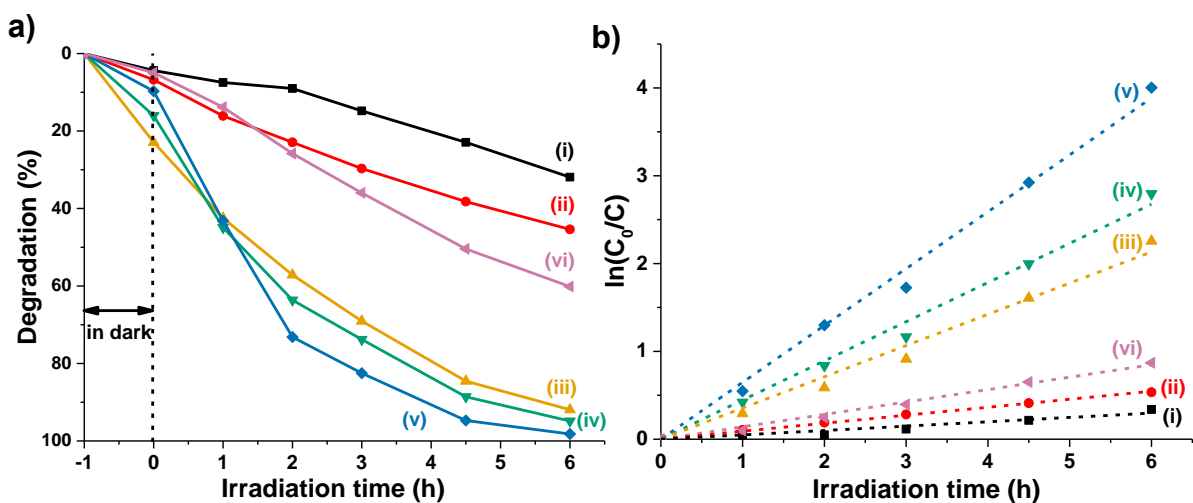 a)
Degradation (%)
0
20
40
60
80
100
in dark
(i)
(ii)
(vi)
(iii)
(iv)
(v)
-1 0 1 2 3 4 5 6
Irradiation time (h)
b)
ln(C₀/C)
4
3
2
1
0
(v)
(iv)
(iii)
(vi)
(ii)
(i)
0 1 2 3 4 5 6
Irradiation time (h)